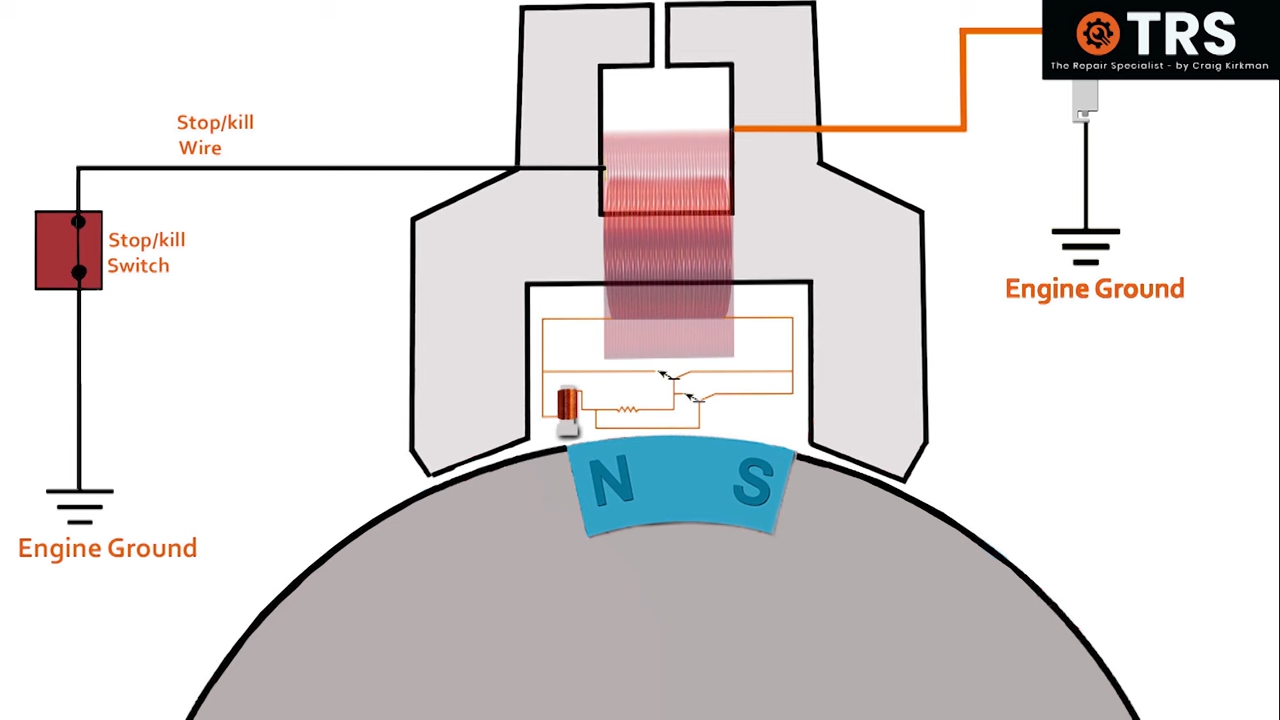 TRS
The Repair Specialist - by Craig Kirkman
Stop/kill
Wire
Stop/kill
Switch
Engine Ground
N S
Engine Ground